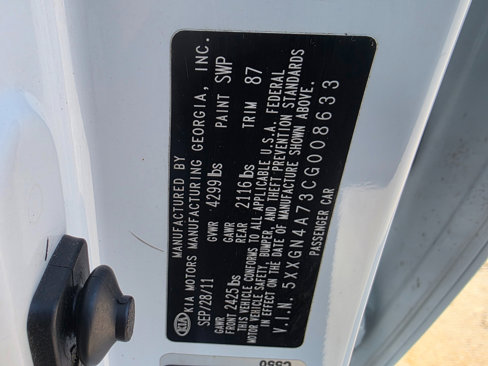 MANUFACTURED BY
KIA KIA MOTORS MANUFACTURING GEORGIA, INC.
SEP/28/11 GVWR 4299 lbs PAINT SWP
GAWR FRONT 2425 lbs GAWR REAR 2116 lbs TRIM 87
THIS VEHICLE CONFORMS TO ALL APPLICABLE U.S.A. FEDERAL
MOTOR VEHICLE SAFETY, BUMPER, AND THEFT PREVENTION STANDARDS
IN EFFECT ON THE DATE OF MANUFACTURE SHOWN ABOVE.
V.I.N. 5XXGN4A73CG008633
PASSENGER CAR